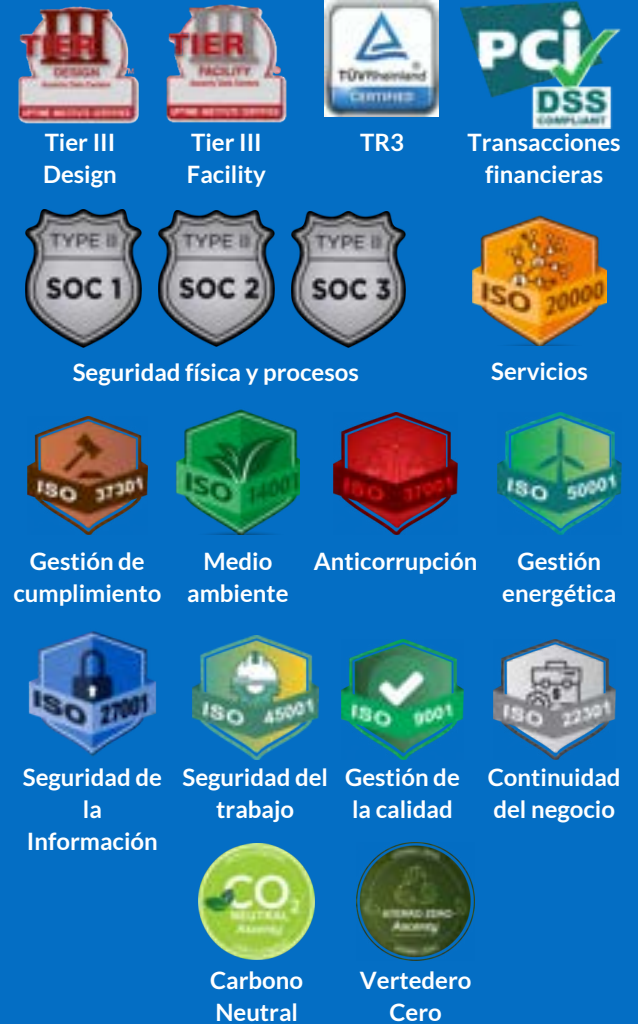 TIER III
DESIGN
TIER III
FACILITY
TÜVRheinland
CERTIFIED
PCI
DSS
COMPLIANT
Tier III
Design
Tier III
Facility
TR3
Transacciones
financieras
TYPE II
SOC 1
TYPE II
SOC 2
TYPE II
SOC 3
ISO 20000
Seguridad física y procesos
Servicios
ISO 37301
ISO 14001
ISO 37001
ISO 50001
Gestión de
cumplimiento
Medio
ambiente
Anticorrupción
Gestión
energética
ISO 27001
ISO 45001
ISO 9001
ISO 22301
Seguridad de
la
Información
Seguridad del
trabajo
Gestión de
la calidad
Continuidad
del negocio
CO2
NEUTRAL
Ascenty
ATERRO ZERO
Ascenty
Carbono
Neutral
Vertedero
Cero